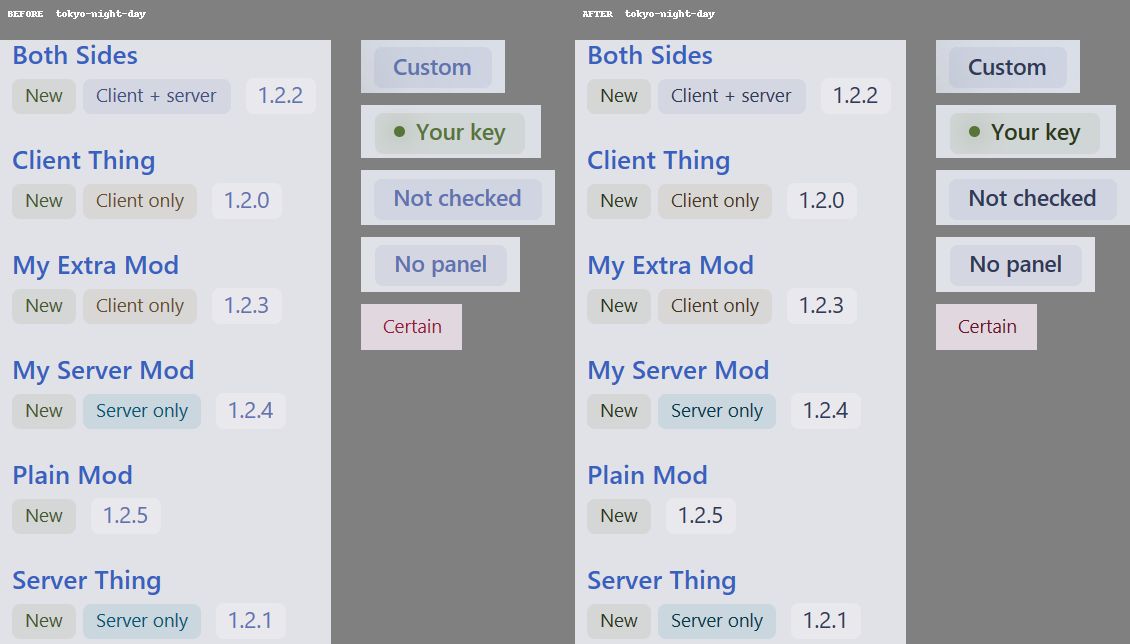 BEFORE tokyo-night-day
Both Sides
New Client + server 1.2.2
Client Thing
New Client only 1.2.0
My Extra Mod
New Client only 1.2.3
My Server Mod
New Server only 1.2.4
Plain Mod
New 1.2.5
Server Thing
New Server only 1.2.1
Custom
Your key
Not checked
No panel
Certain
AFTER tokyo-night-day
Both Sides
New Client + server 1.2.2
Client Thing
New Client only 1.2.0
My Extra Mod
New Client only 1.2.3
My Server Mod
New Server only 1.2.4
Plain Mod
New 1.2.5
Server Thing
New Server only 1.2.1
Custom
Your key
Not checked
No panel
Certain